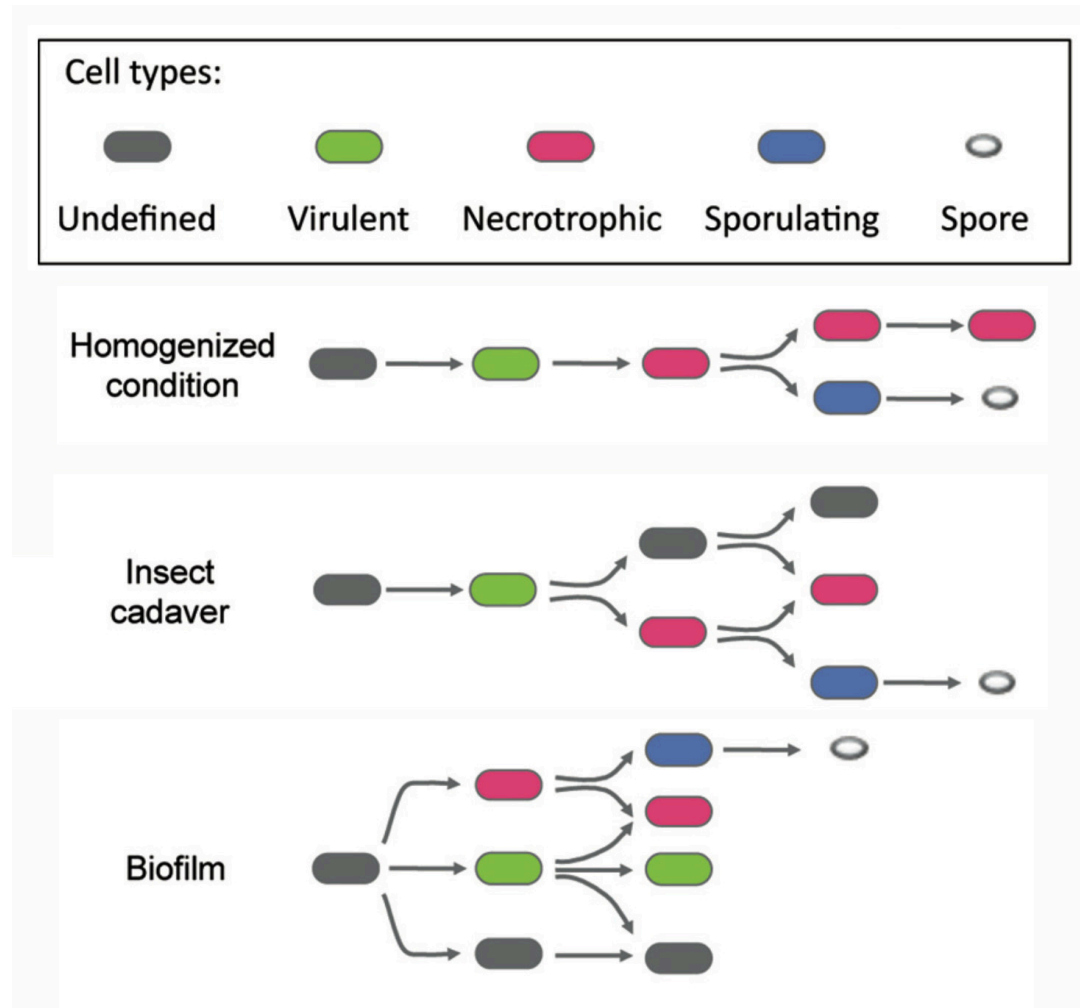 Cell types:
Undefined Virulent Necrotrophic Sporulating Spore
Homogenized
condition
Insect
cadaver
Biofilm